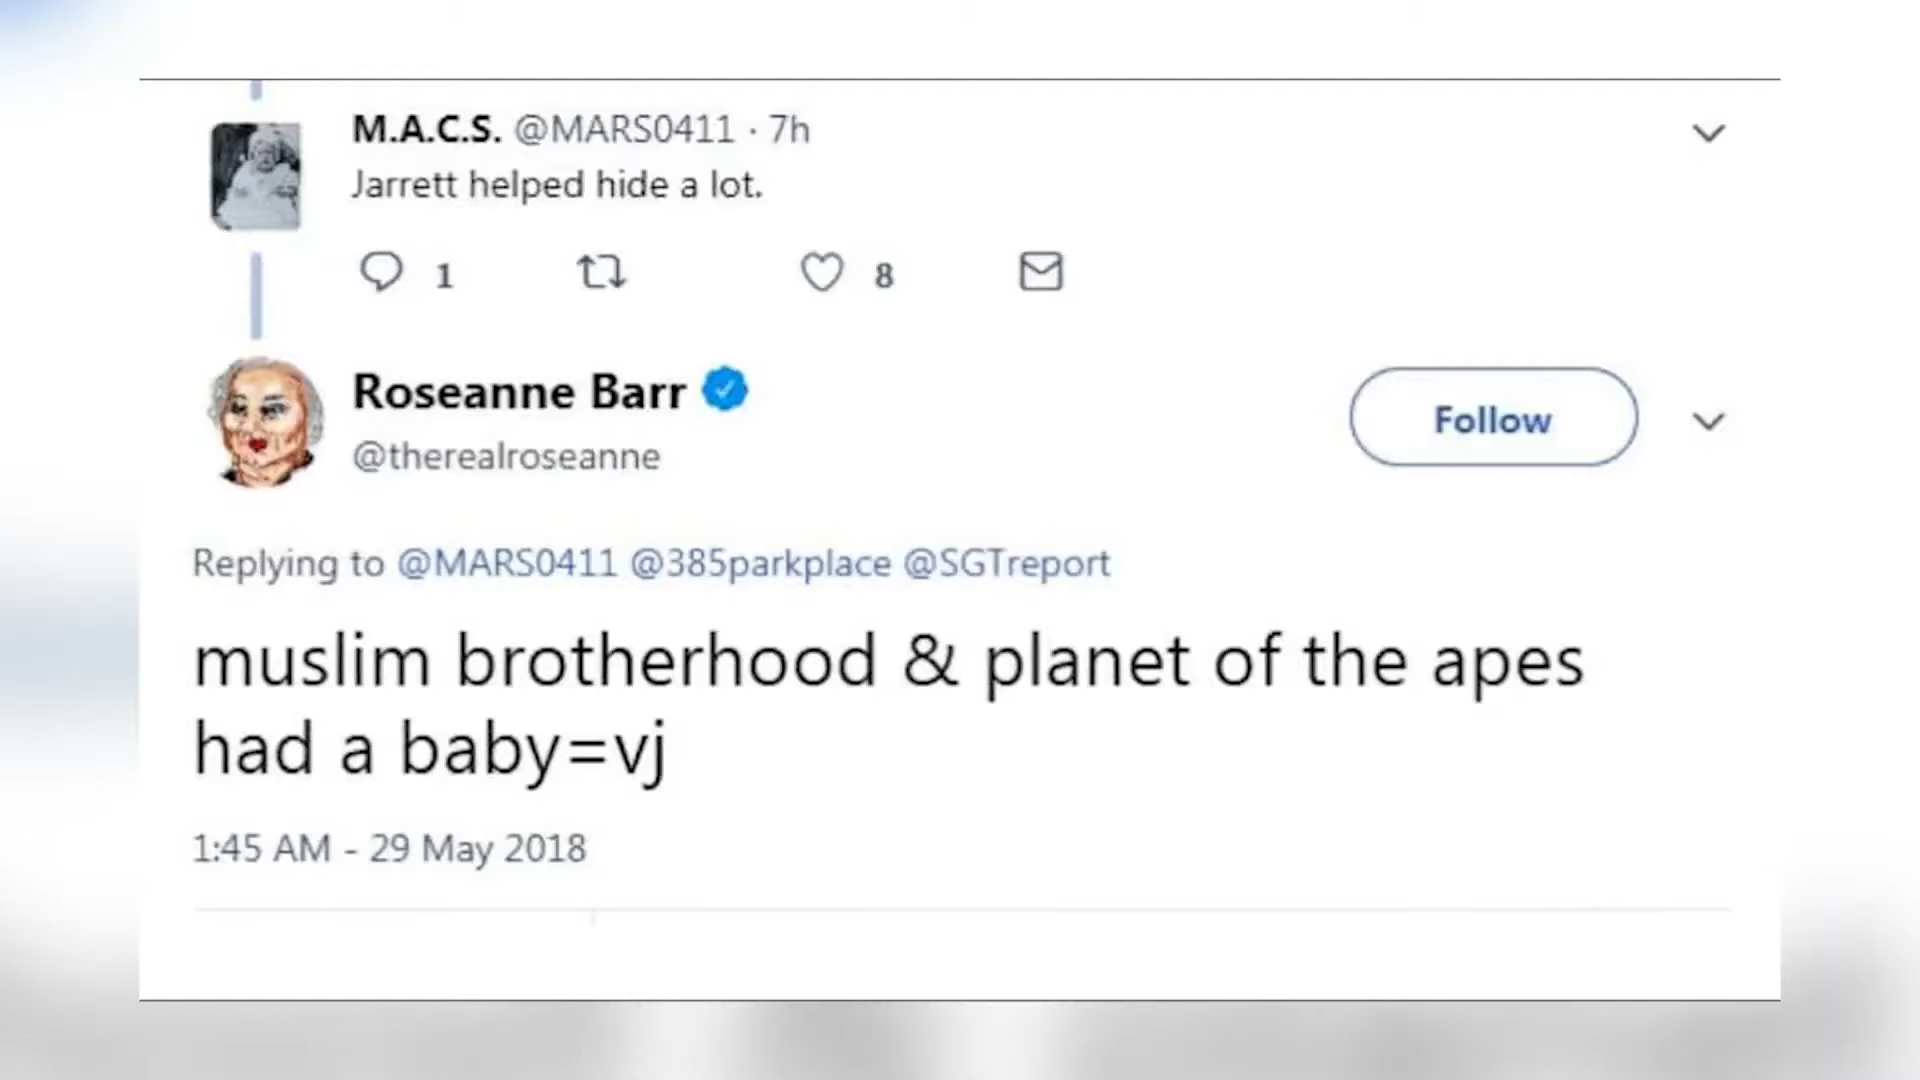 M.A.C.S. @MARS0411 · 7h
Jarrett helped hide a lot.
1 8
Roseanne Barr
@therealroseanne
Follow
Replying to @MARS0411 @385parkplace @SGTreport
muslim brotherhood & planet of the apes
had a baby=vj
1:45 AM - 29 May 2018